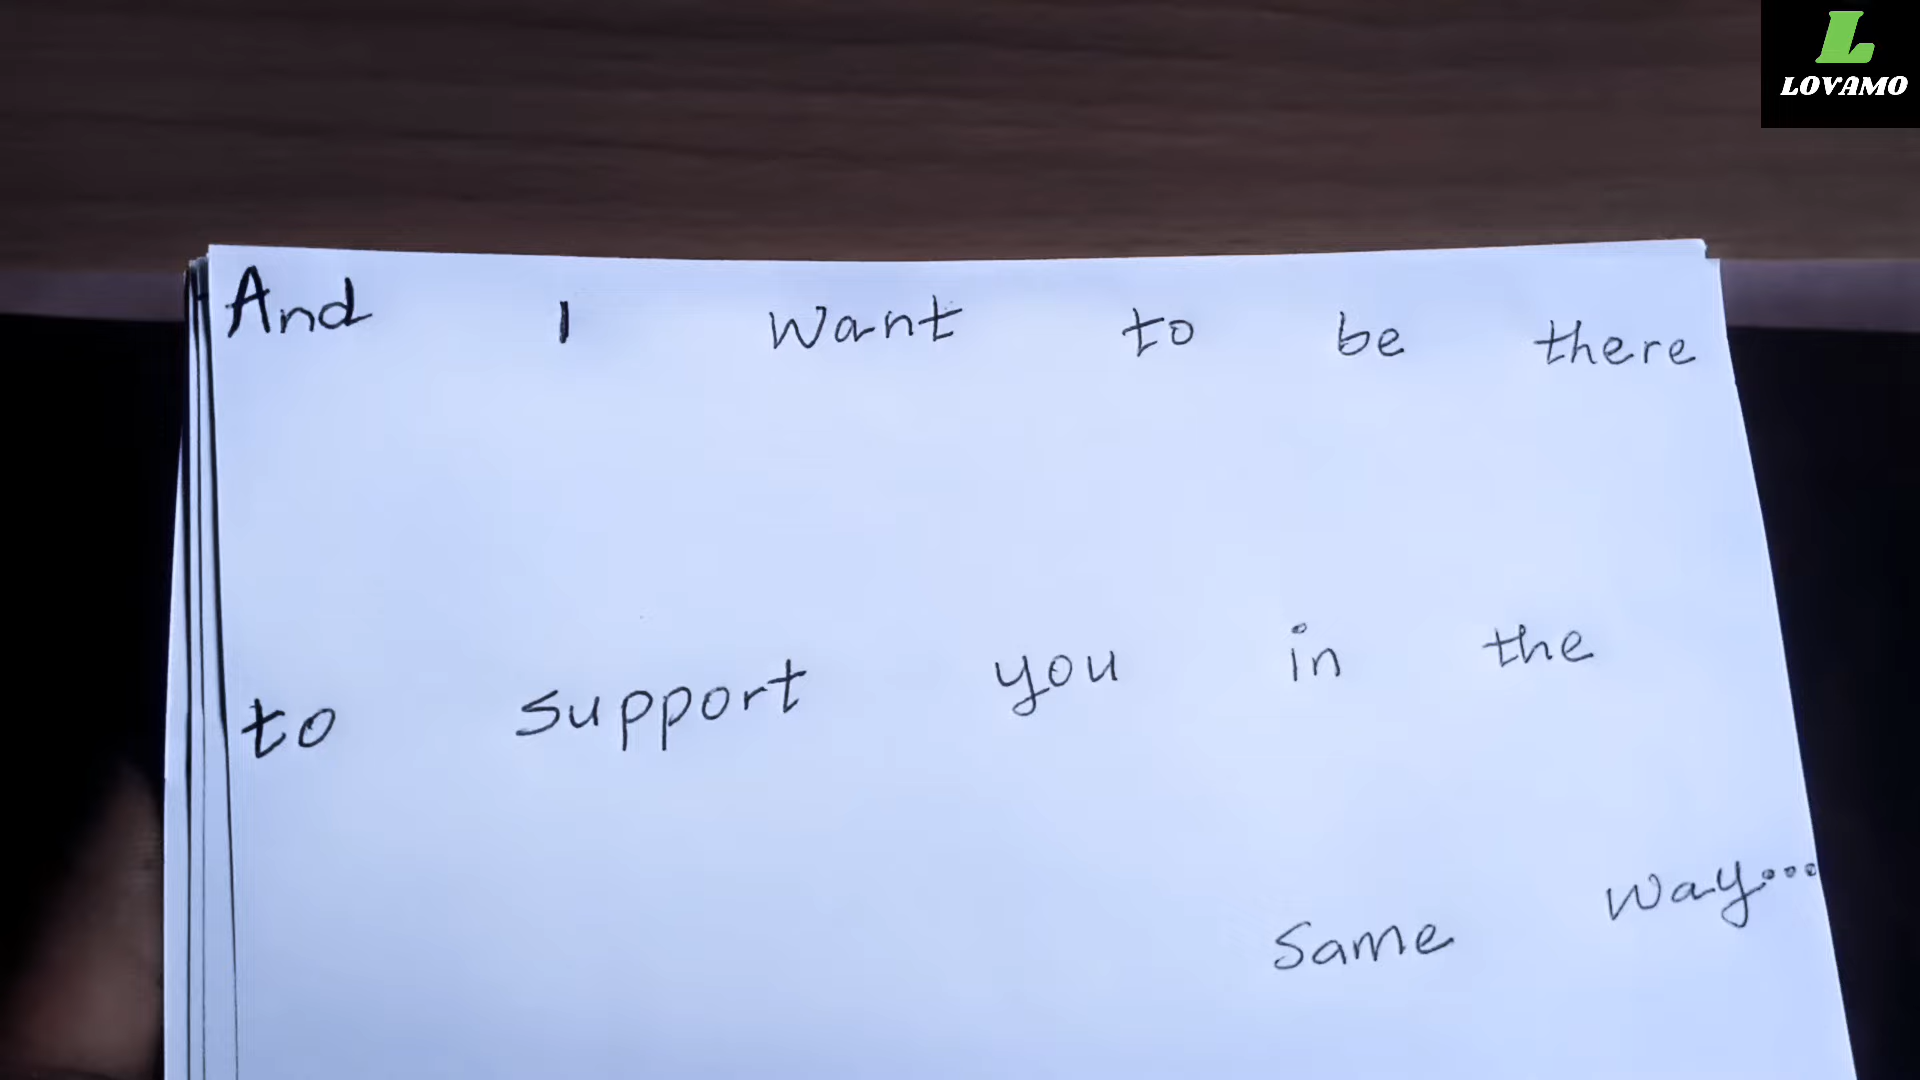 L
LOVAMO
And I want to be there
to support you in the
same way...